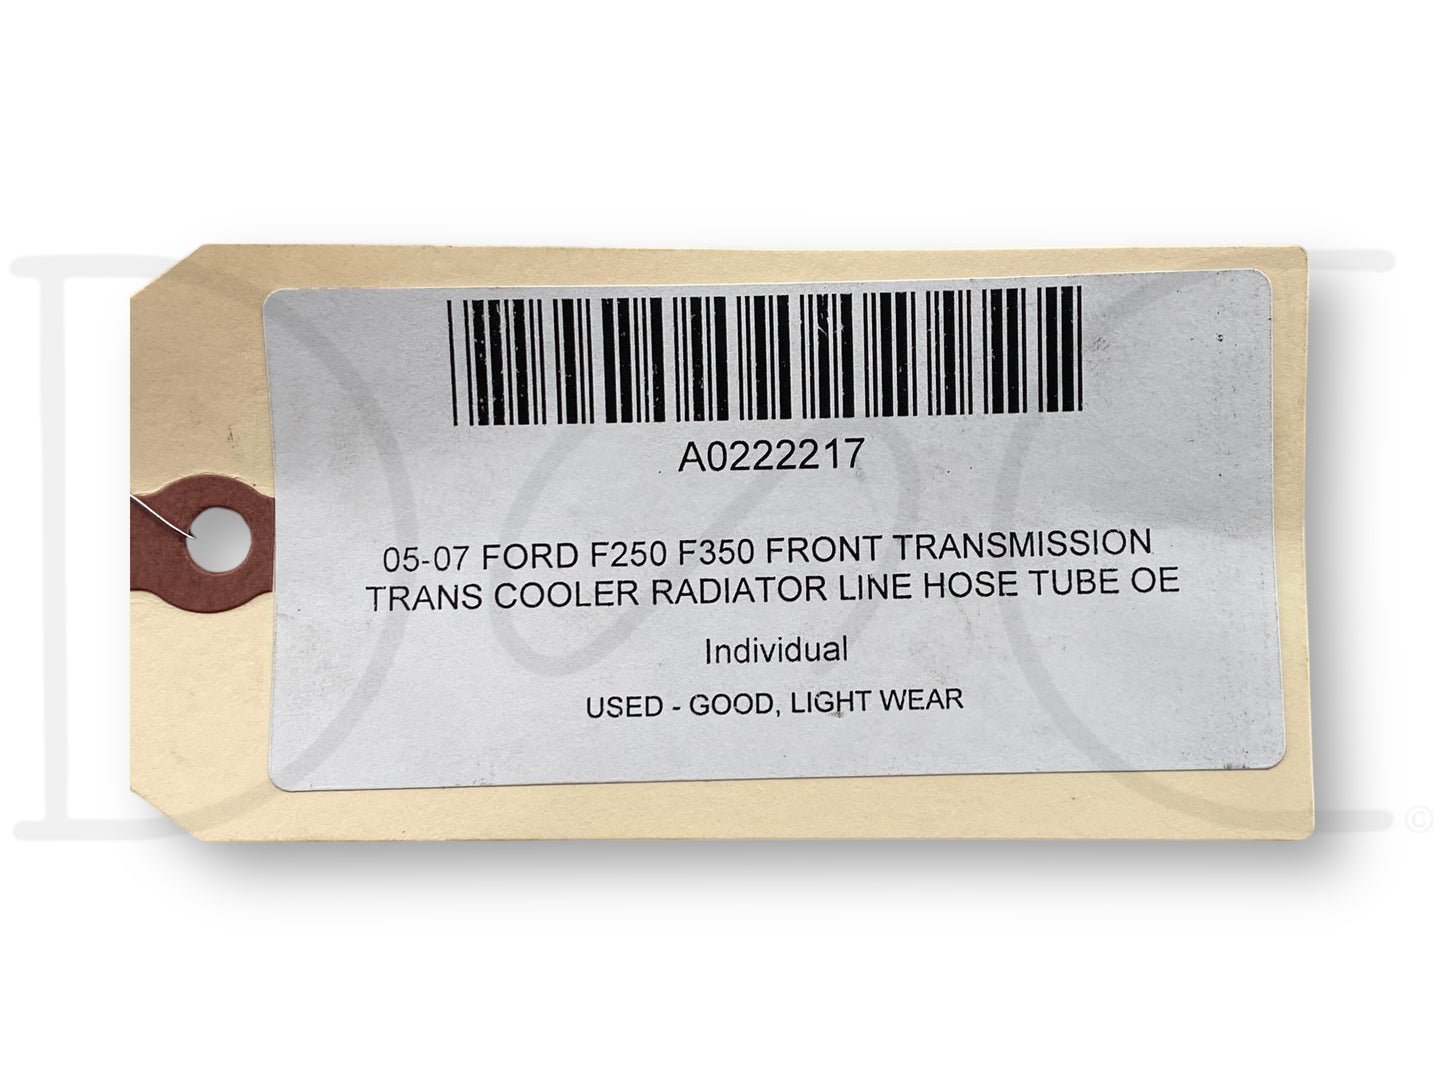 A0222217
05-07 FORD F250 F350 FRONT TRANSMISSION
TRANS COOLER RADIATOR LINE HOSE TUBE OE
Individual
USED - GOOD, LIGHT WEAR
©